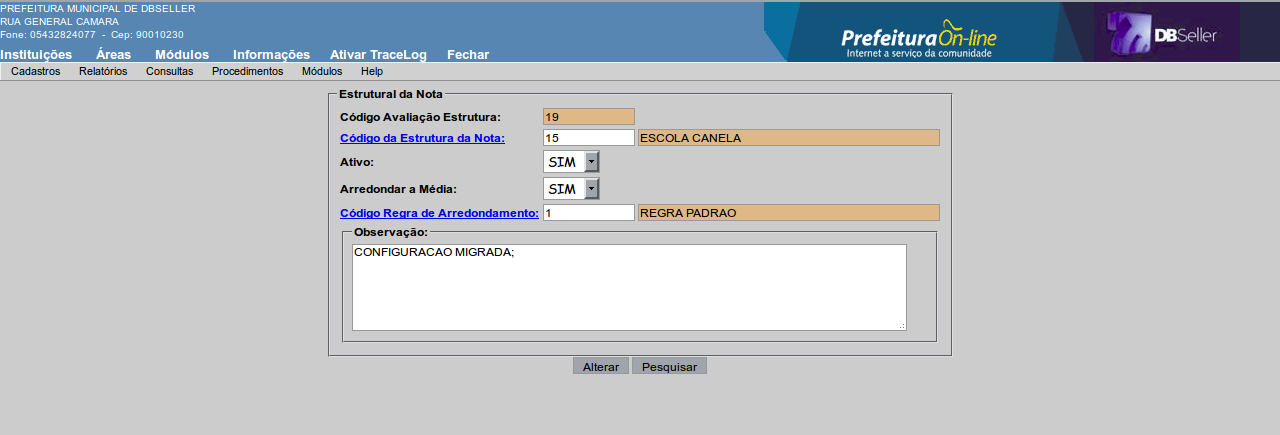 PREFEITURA MUNICIPAL DE DBSELLER
RUA GENERAL CAMARA
Fone: 05432824077 - Cep: 90010230
PrefeituraOn-line
Internet a serviço da comunidade
DBSeller
Instituições Áreas Módulos Informações Ativar TraceLog Fechar
Cadastros Relatórios Consultas Procedimentos Módulos Help
Estrutural da Nota
Código Avaliação Estrutura: 19
Código da Estrutura da Nota: 15 ESCOLA CANELA
Ativo: SIM
Arredondar a Média: SIM
Código Regra de Arredondamento: 1 REGRA PADRAO
Observação:
CONFIGURACAO MIGRADA;
Alterar Pesquisar